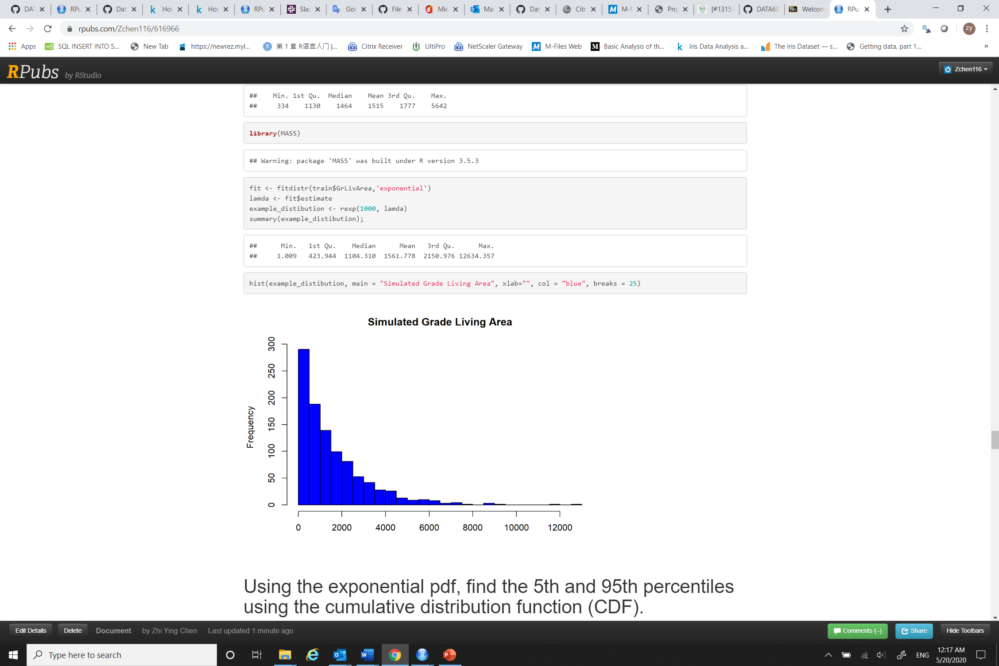 DAT RPu Dat Hou Hou RPu Slac Goo File Mic Mai Dat Citr M-F Pro [#13151 DATA60 Welcom RPu
rpubs.com/Zchen116/616966
ZY
Apps SQL INSERT INTO S... New Tab https://newrez.myl... 第 1 章 R语言入门 |... Citrix Receiver UltiPro NetScaler Gateway M-Files Web Basic Analysis of th... Iris Data Analysis a... The Iris Dataset — s... Getting data, part 1... »
RPubs by RStudio
Zchen116
## Min. 1st Qu. Median Mean 3rd Qu. Max.
## 334 1130 1464 1515 1777 5642
library(MASS)
## Warning: package 'MASS' was built under R version 3.5.3
fit <- fitdistr(train$GrLivArea,'exponential')
lamda <- fit$estimate
example_distibution <- rexp(1000, lamda)
summary(example_distibution);
## Min. 1st Qu. Median Mean 3rd Qu. Max.
## 1.009 423.944 1104.310 1561.778 2150.976 12634.357
hist(example_distibution, main = "Simulated Grade Living Area", xlab="", col = "blue", breaks = 25)
Simulated Grade Living Area
Frequency
300
250
200
150
100
50
0
0 2000 4000 6000 8000 10000 12000
Using the exponential pdf, find the 5th and 95th percentiles
using the cumulative distribution function (CDF).
Edit Details Delete Document by Zhi Ying Chen Last updated 1 minute ago Comments (–) Share Hide Toolbars
Type here to search
ENG
12:17 AM
5/20/2020